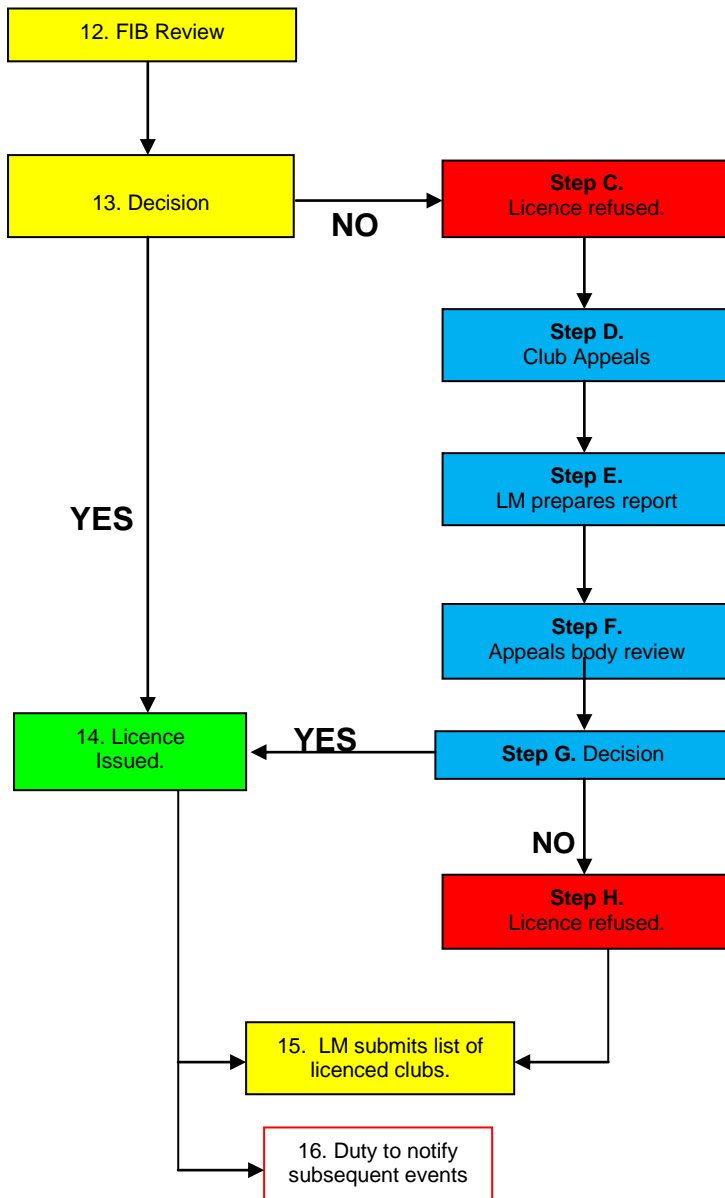 12. FIB Review
13. Decision
NO
Step C.
Licence refused.
Step D.
Club Appeals
Step E.
LM prepares report
YES
Step F.
Appeals body review
14. Licence
Issued.
YES
Step G. Decision
NO
Step H.
Licence refused.
15. LM submits list of
licenced clubs.
16. Duty to notify
subsequent events